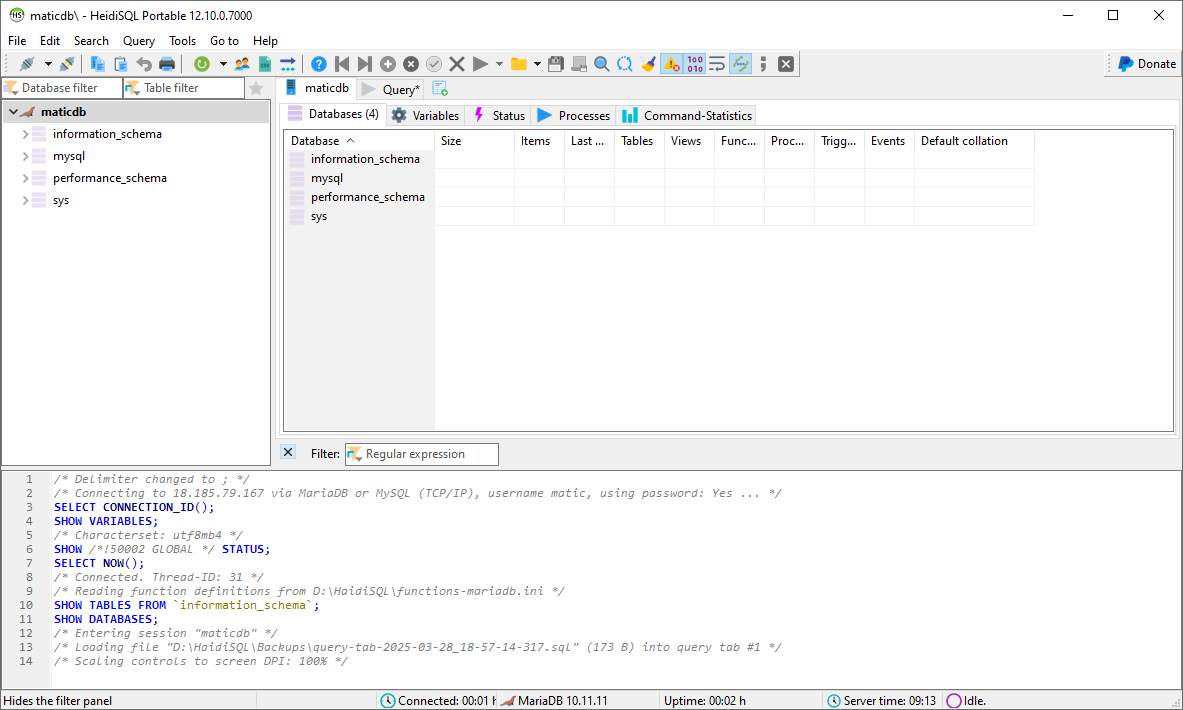 maticdb\ - HeidiSQL Portable 12.10.0.7000
File Edit Search Query Tools Go to Help
Donate
Database filter Table filter
maticdb Query*
maticdb
information_schema
mysql
performance_schema
sys
Databases (4) Variables Status Processes Command-Statistics
Database Size Items Last ... Tables Views Func... Proc... Trigg... Events Default collation
information_schema
mysql
performance_schema
sys
Filter: Regular expression
1 /* Delimiter changed to ; */
2 /* Connecting to 18.185.79.167 via MariaDB or MySQL (TCP/IP), username matic, using password: Yes ... */
3 SELECT CONNECTION_ID();
4 SHOW VARIABLES;
5 /* Characterset: utf8mb4 */
6 SHOW /*!50002 GLOBAL */ STATUS;
7 SELECT NOW();
8 /* Connected. Thread-ID: 31 */
9 /* Reading function definitions from D:\HaidiSQL\functions-mariadb.ini */
10 SHOW TABLES FROM `information_schema`;
11 SHOW DATABASES;
12 /* Entering session "maticdb" */
13 /* Loading file "D:\HaidiSQL\Backups\query-tab-2025-03-28_18-57-14-317.sql" (173 B) into query tab #1 */
14 /* Scaling controls to screen DPI: 100% */
Hides the filter panel Connected: 00:01 h MariaDB 10.11.11 Uptime: 00:02 h Server time: 09:13 Idle.